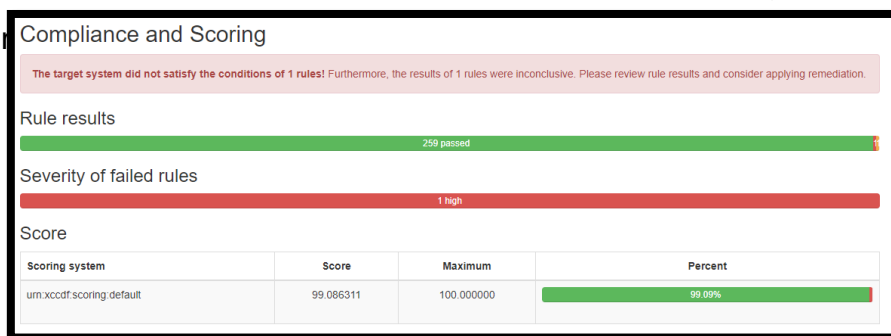 Compliance and Scoring
The target system did not satisfy the conditions of 1 rules! Furthermore, the results of 1 rules were inconclusive. Please review rule results and consider applying remediation.
Rule results
259 passed
Severity of failed rules
1 high
Score
Scoring system Score Maximum Percent
urn:xccdf:scoring:default 99.086311 100.000000 99.09%